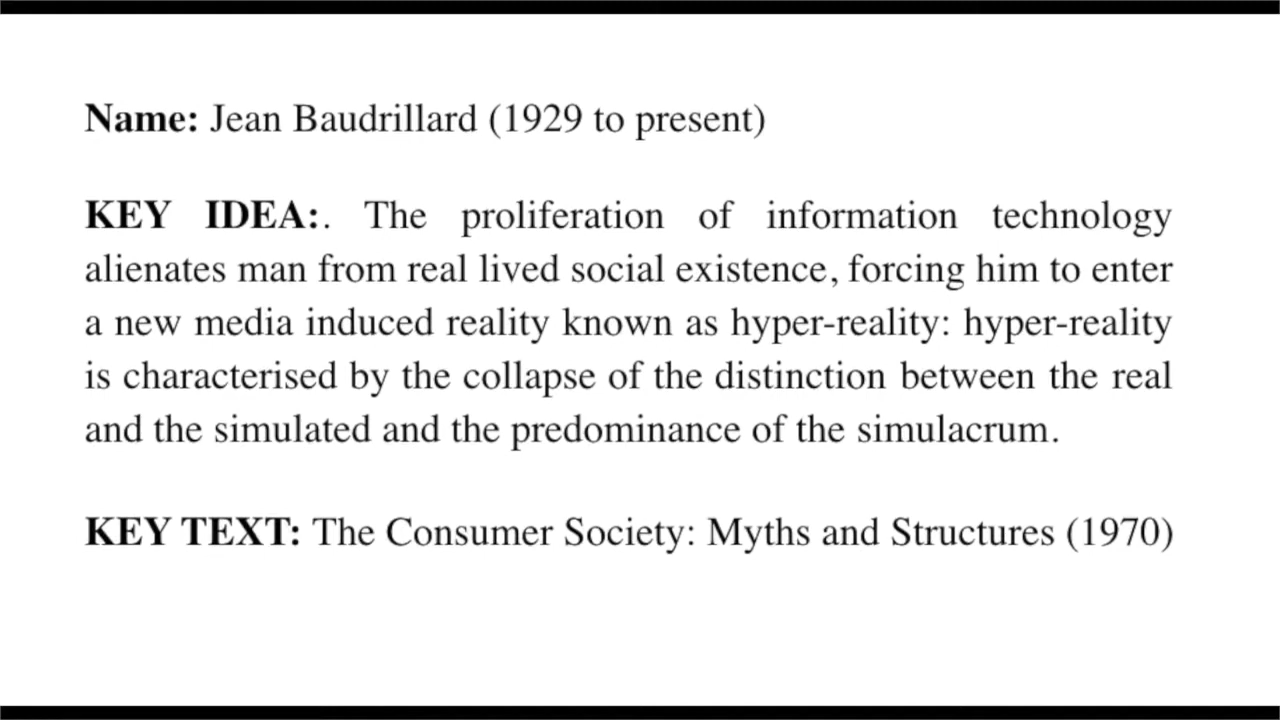 Name: Jean Baudrillard (1929 to present)
KEY IDEA:. The proliferation of information technology
alienates man from real lived social existence, forcing him to enter
a new media induced reality known as hyper-reality: hyper-reality
is characterised by the collapse of the distinction between the real
and the simulated and the predominance of the simulacrum.
KEY TEXT: The Consumer Society: Myths and Structures (1970)